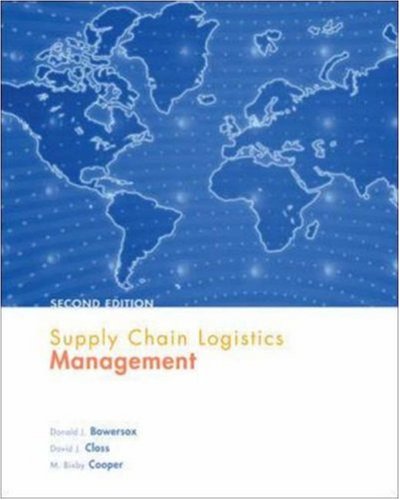 SECOND EDITION
Supply Chain Logistics
Management
Donald J. Bowersox
David J. Closs
M. Bixby Cooper